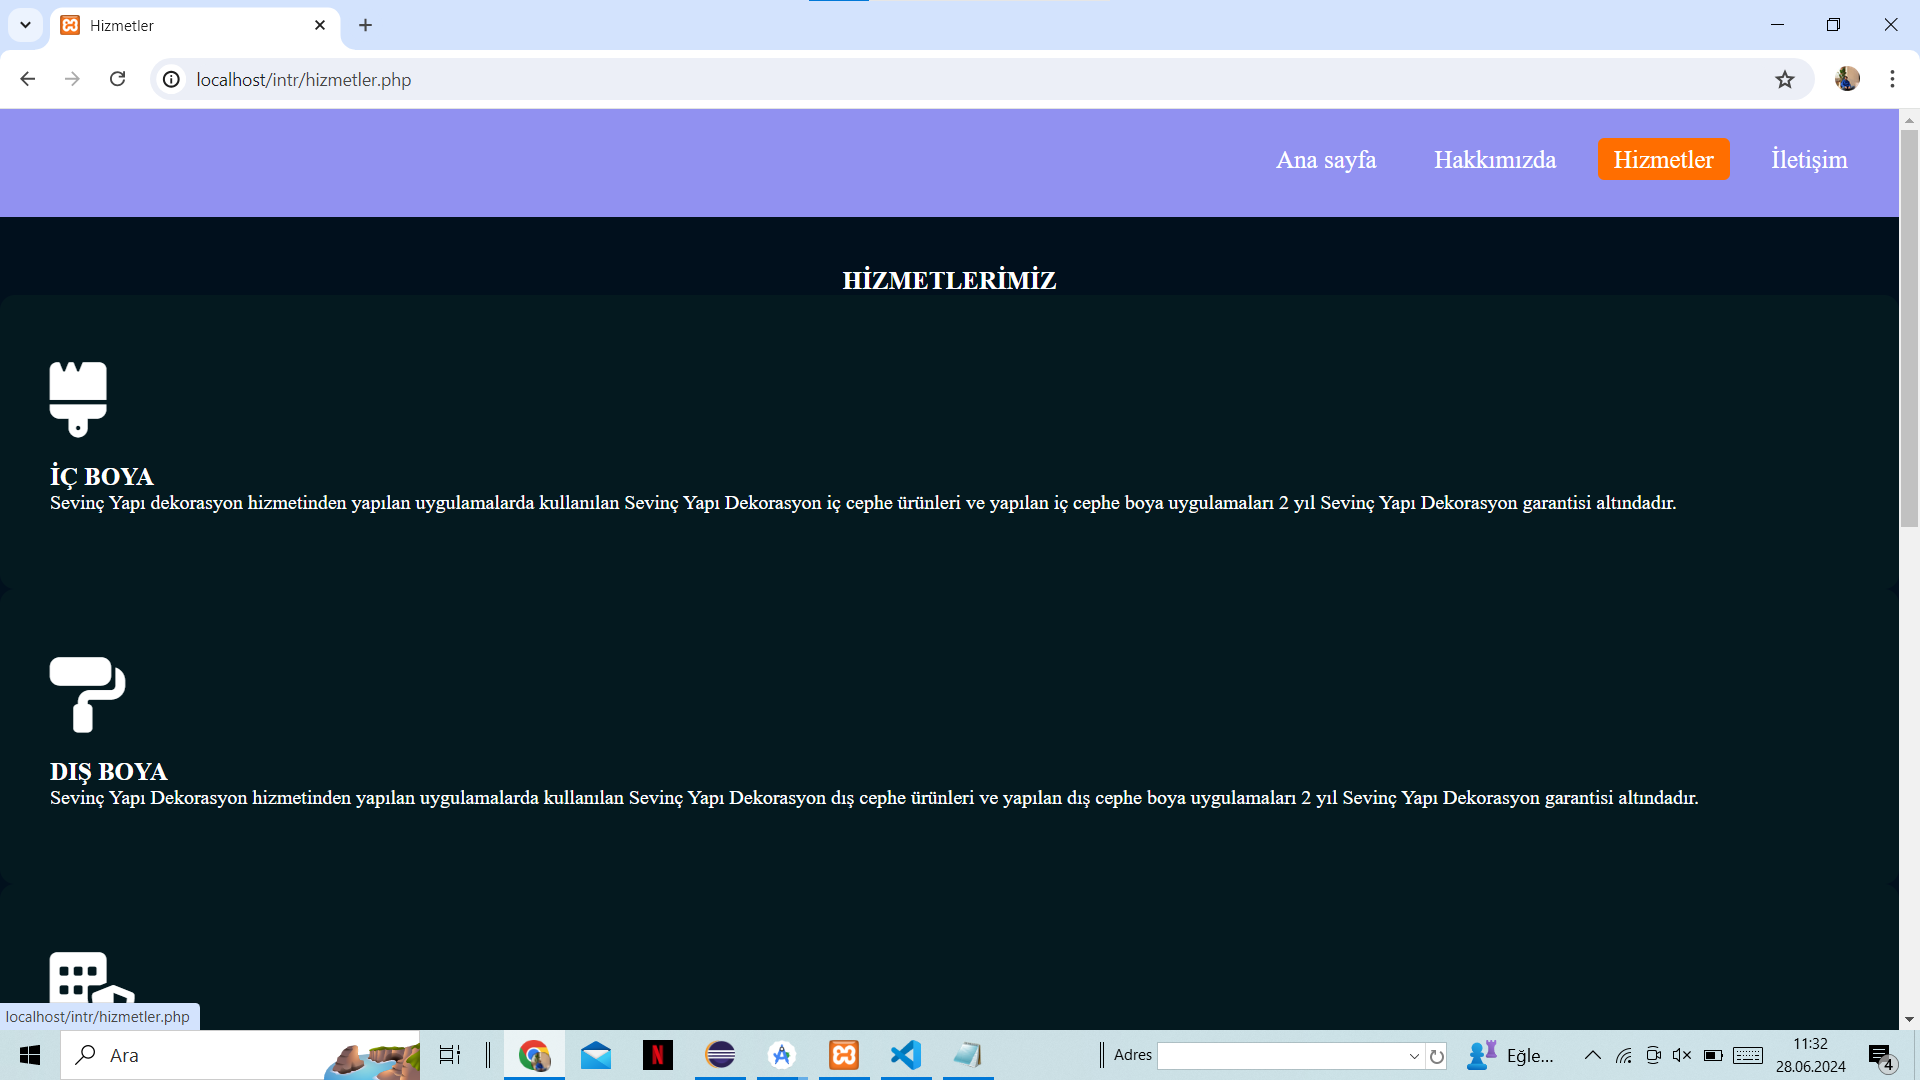 Hizmetler
localhost/intr/hizmetler.php
Ana sayfa Hakkımızda Hizmetler İletişim
HİZMETLERİMİZ
İÇ BOYA
Sevinç Yapı dekorasyon hizmetinden yapılan uygulamalarda kullanılan Sevinç Yapı Dekorasyon iç cephe ürünleri ve yapılan iç cephe boya uygulamaları 2 yıl Sevinç Yapı Dekorasyon garantisi altındadır.
DIŞ BOYA
Sevinç Yapı Dekorasyon hizmetinden yapılan uygulamalarda kullanılan Sevinç Yapı Dekorasyon dış cephe ürünleri ve yapılan dış cephe boya uygulamaları 2 yıl Sevinç Yapı Dekorasyon garantisi altındadır.
localhost/intr/hizmetler.php
Ara
N
Adres
Eğle...
11:32
28.06.2024
4